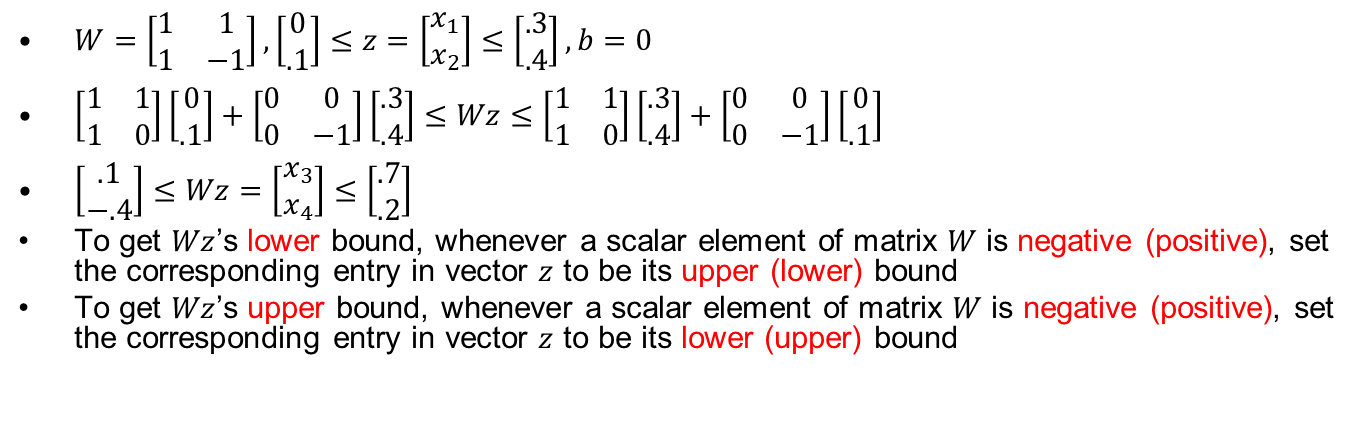 • W = [1 1; 1 −1], [0; .1] ≤ z = [x₁; x₂] ≤ [.3; .4], b = 0
• [1 1; 1 0][0; .1] + [0 0; 0 −1][.3; .4] ≤ Wz ≤ [1 1; 1 0][.3; .4] + [0 0; 0 −1][0; .1]
• [.1; −.4] ≤ Wz = [x₃; x₄] ≤ [.7; .2]
• To get Wz's lower bound, whenever a scalar element of matrix W is negative (positive), set
the corresponding entry in vector z to be its upper (lower) bound
• To get Wz's upper bound, whenever a scalar element of matrix W is negative (positive), set
the corresponding entry in vector z to be its lower (upper) bound